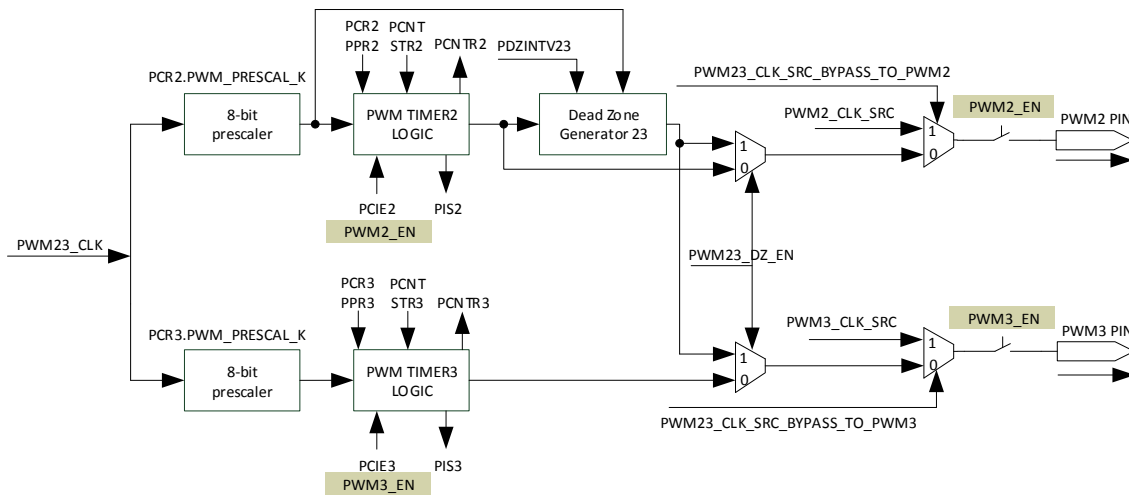 PCR2
PPR2
PCNT
STR2
PCNTR2
PDZINTV23
PCR2.PWM_PRESCAL_K
PWM23_CLK_SRC_BYPASS_TO_PWM2
8-bit
prescaler
PWM TIMER2
LOGIC
Dead Zone
Generator 23
PWM2_CLK_SRC
PWM2_EN
PWM2 PIN
1
0
1
0
PCIE2
PIS2
PWM2_EN
PWM23_CLK
PWM23_DZ_EN
PCR3
PPR3
PCNT
STR3
PCNTR3
PCR3.PWM_PRESCAL_K
PWM3_CLK_SRC
PWM3_EN
PWM3 PIN
8-bit
prescaler
PWM TIMER3
LOGIC
1
0
1
0
PWM23_CLK_SRC_BYPASS_TO_PWM3
PCIE3
PIS3
PWM3_EN